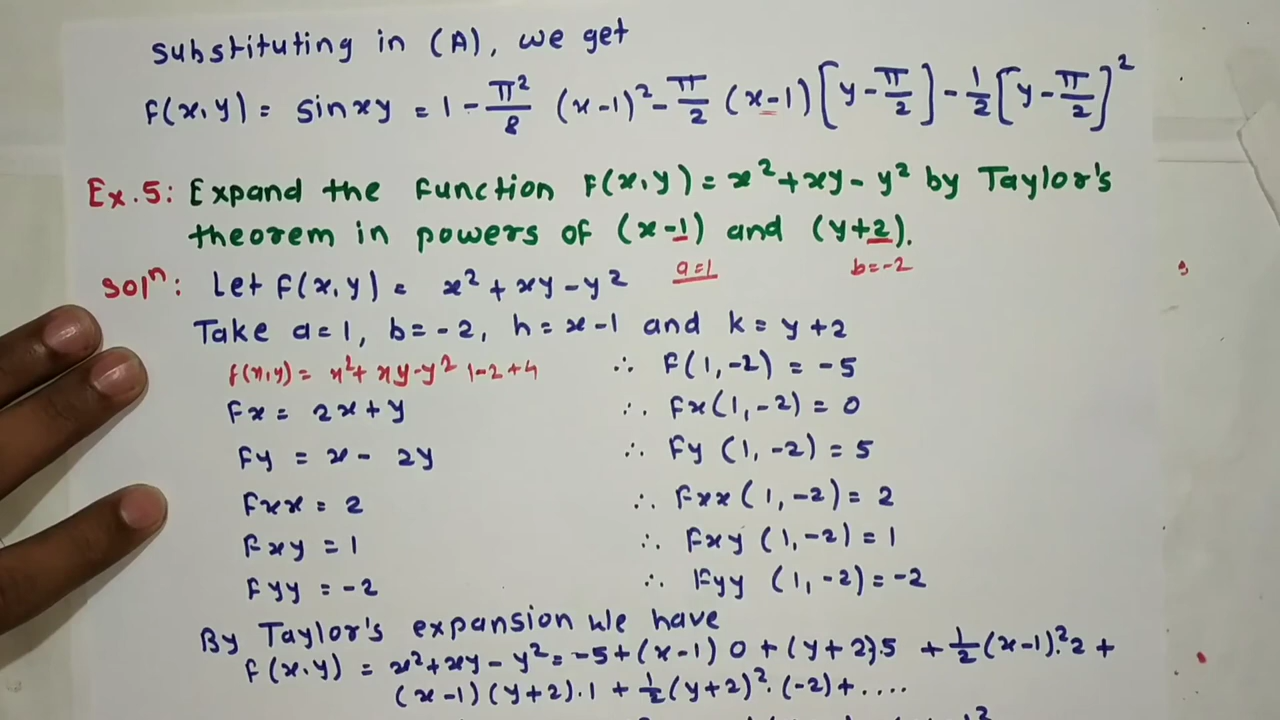 Substituting in (A), we get
F(x,y) = sinxy = 1 - π²/8 (x-1)² - π/2 (x-1) [y - π/2] - 1/2 [y - π/2]²
Ex.5: Expand the function F(x,y) = x²+xy-y² by Taylor's
theorem in powers of (x-1) and (y+2).
a=1 b=-2
Solⁿ: Let F(x,y) = x²+xy-y²
Take a=1, b=-2, h=x-1 and k=y+2
f(x,y) = x²+xy-y² 1-2+4 ∴ F(1,-2) = -5
Fx = 2x+y ∴ Fx(1,-2) = 0
Fy = x-2y ∴ Fy (1,-2) = 5
Fxx = 2 ∴ Fxx (1,-2) = 2
Fxy = 1 ∴ Fxy (1,-2) = 1
Fyy = -2 ∴ Fyy (1,-2) = -2
By Taylor's expansion we have
f(x,y) = x²+xy-y² = -5+(x-1) 0 + (y+2).5 + 1/2 (x-1)².2 +
(x-1)(y+2).1 + 1/2 (y+2)².(-2)+....